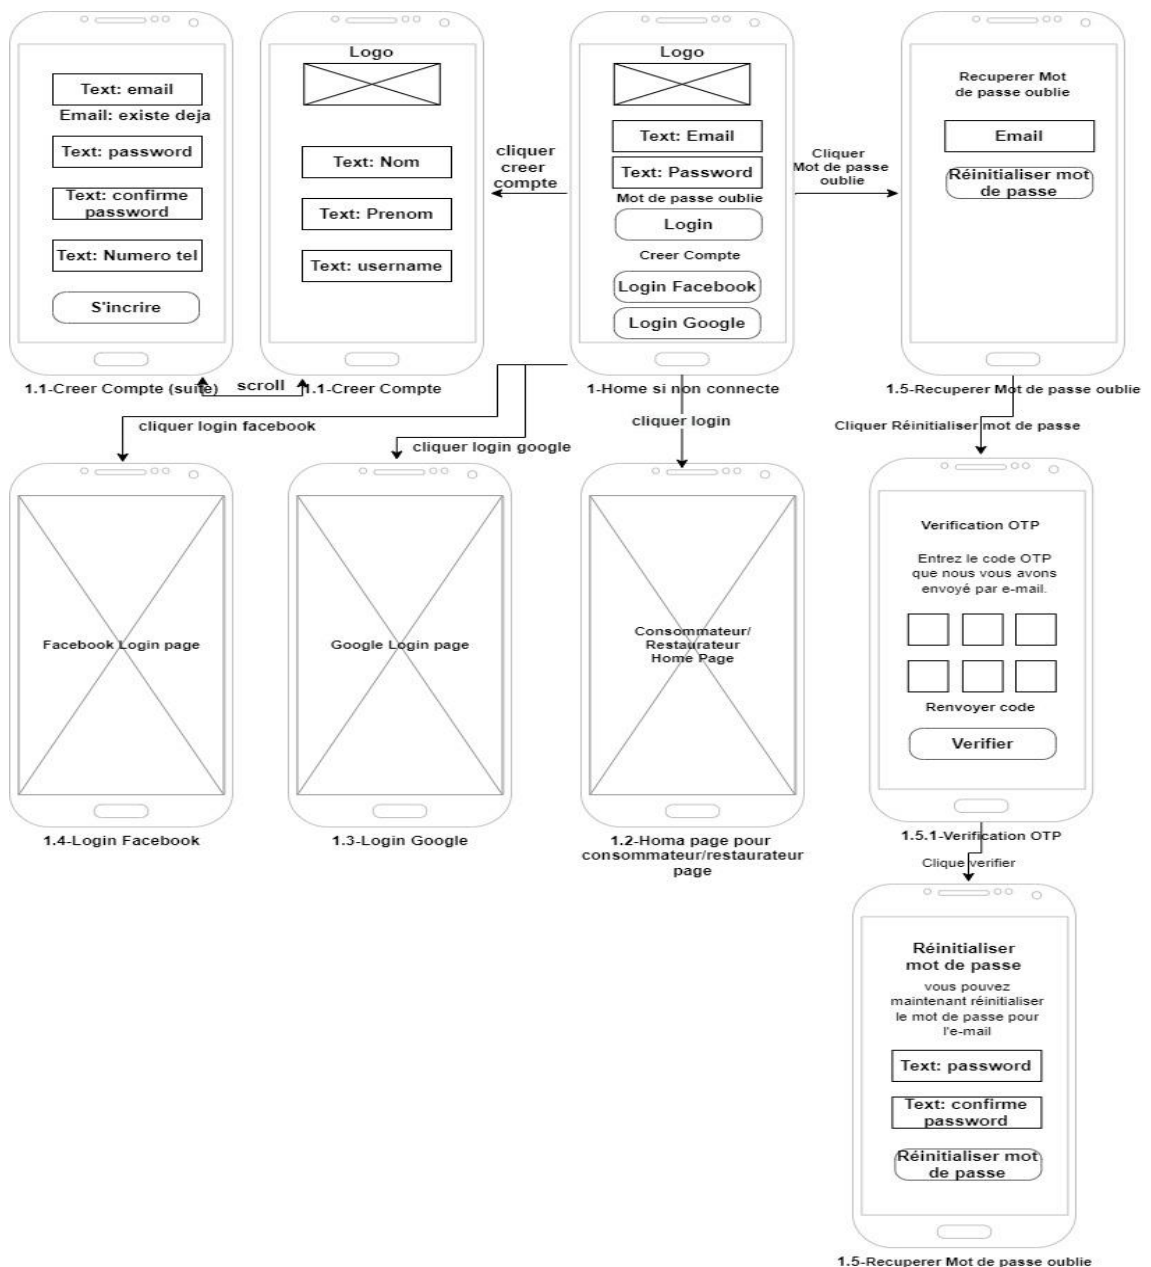 Text: email
Email: existe deja
Text: password
Text: confirme
password
Text: Numero tel
S'incrire
1.1-Creer Compte (suite)
scroll
Logo
Text: Nom
Text: Prenom
Text: username
1.1-Creer Compte
cliquer
creer
compte
Logo
Text: Email
Text: Password
Mot de passe oublie
Login
Creer Compte
Login Facebook
Login Google
1-Home si non connecte
Cliquer
Mot de passe
oublie
Recuperer Mot
de passe oublie
Email
Réinitialiser mot
de passe
1.5-Recuperer Mot de passe oublie
cliquer login facebook
cliquer login google
cliquer login
Cliquer Réinitialiser mot de passe
Facebook Login page
1.4-Login Facebook
Google Login page
1.3-Login Google
Consommateur/
Restaurateur
Home Page
1.2-Homa page pour
consommateur/restaurateur
page
Verification OTP
Entrez le code OTP
que nous vous avons
envoyé par e-mail.
Renvoyer code
Verifier
1.5.1-Verification OTP
Clique verifier
Réinitialiser
mot de passe
vous pouvez
maintenant réinitialiser
le mot de passe pour
l'e-mail
Text: password
Text: confirme
password
Réinitialiser mot
de passe
1.5-Recuperer Mot de passe oublie